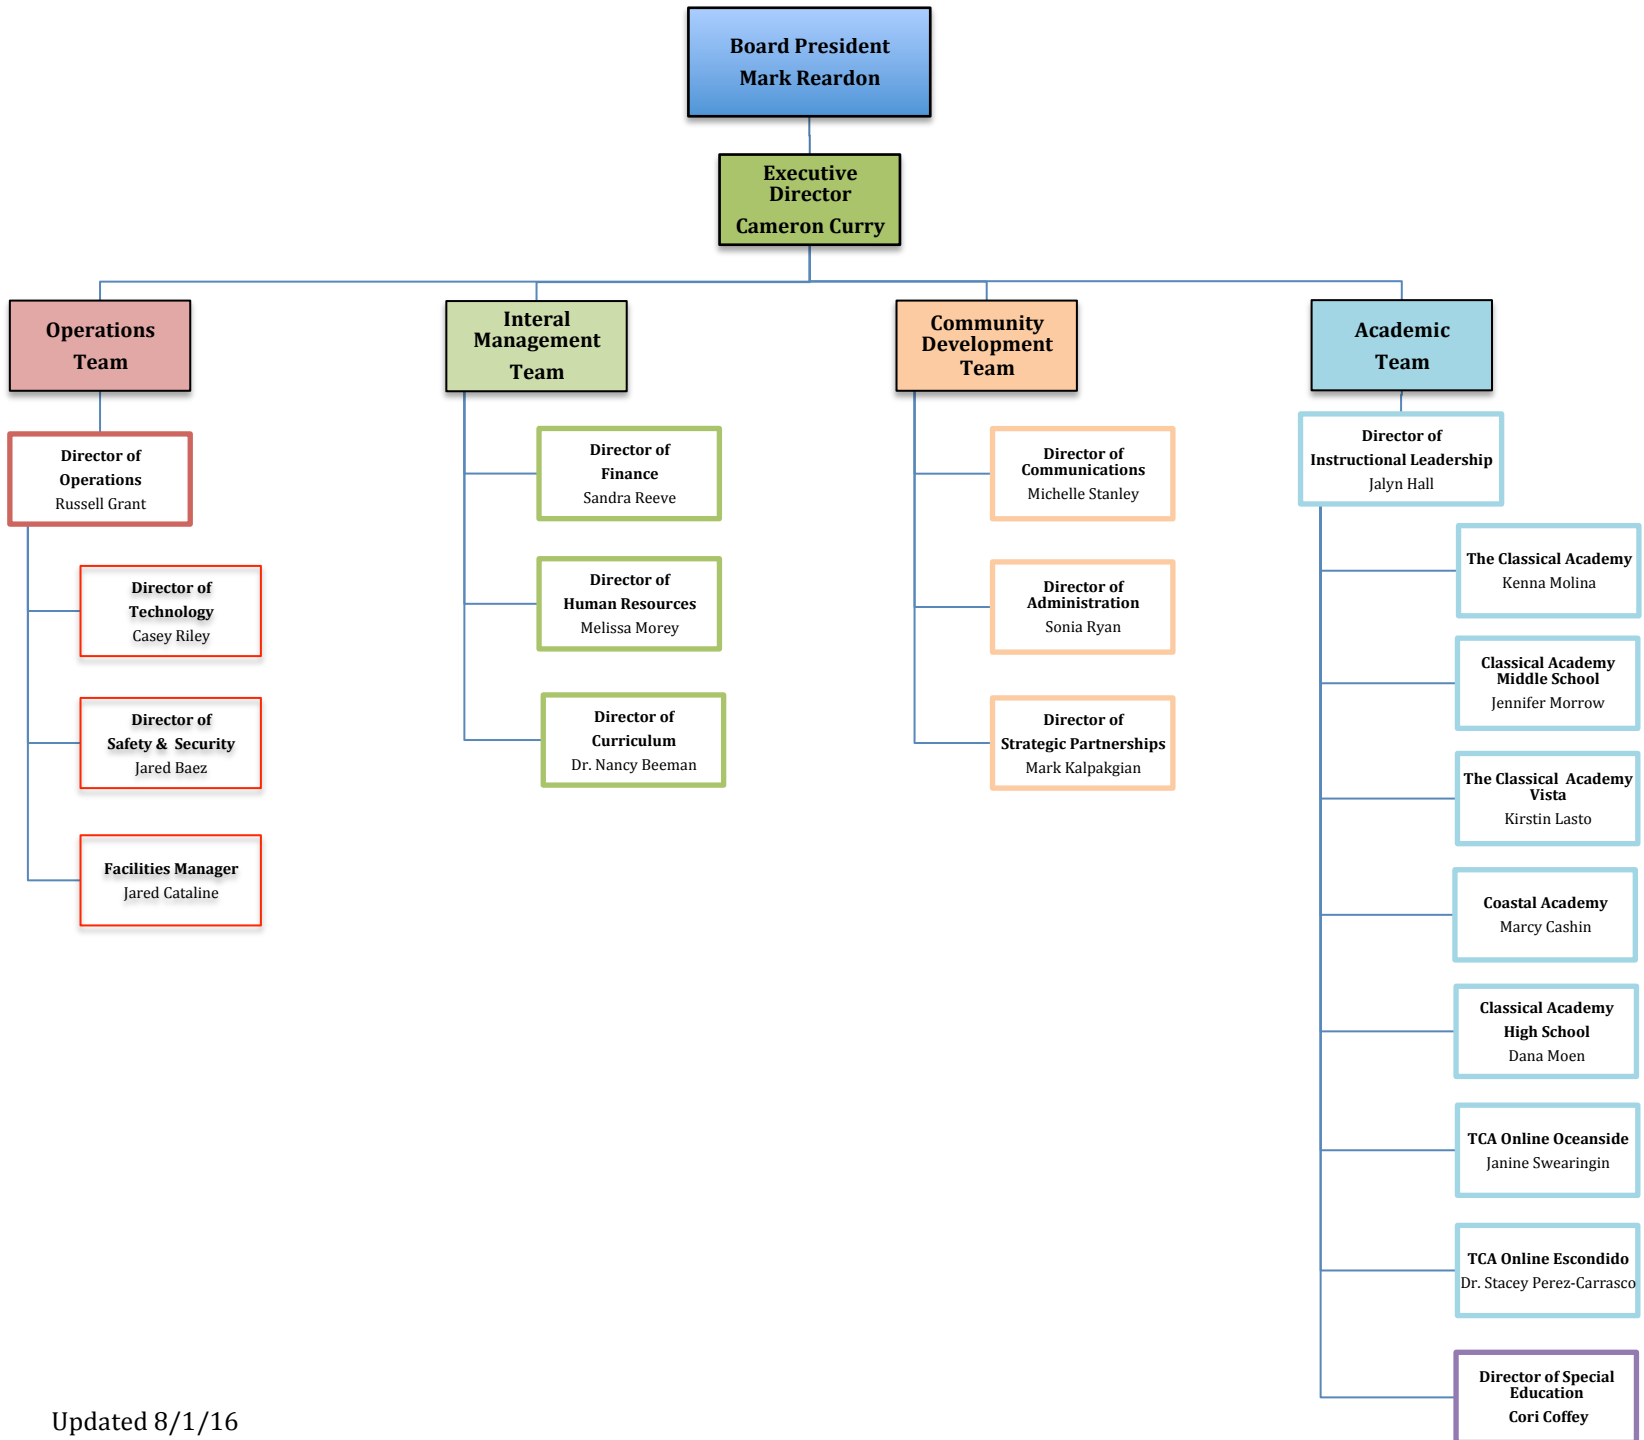 Board President
Mark Reardon
Executive
Director
Cameron Curry
Operations
Team
Interal
Management
Team
Community
Development
Team
Academic
Team
Director of
Operations
Russell Grant
Director of
Technology
Casey Riley
Director of
Safety & Security
Jared Baez
Facilities Manager
Jared Cataline
Director of
Finance
Sandra Reeve
Director of
Human Resources
Melissa Morey
Director of
Curriculum
Dr. Nancy Beeman
Director of
Communications
Michelle Stanley
Director of
Administration
Sonia Ryan
Director of
Strategic Partnerships
Mark Kalpakgian
Director of
Instructional Leadership
Jalyn Hall
The Classical Academy
Kenna Molina
Classical Academy
Middle School
Jennifer Morrow
The Classical Academy
Vista
Kirstin Lasto
Coastal Academy
Marcy Cashin
Classical Academy
High School
Dana Moen
TCA Online Oceanside
Janine Swearingin
TCA Online Escondido
Dr. Stacey Perez-Carrasco
Director of Special
Education
Cori Coffey
Updated 8/1/16